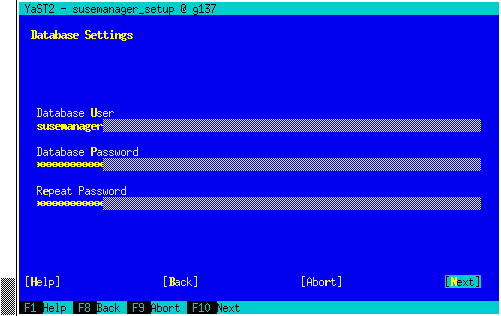 YaST2 - susemanager_setup @ g137
Database Settings
Database User
susemanager
Database Password
***********
Repeat Password
***********
[Help] [Back] [Abort] [Next]
F1 Help F8 Back F9 Abort F10 Next